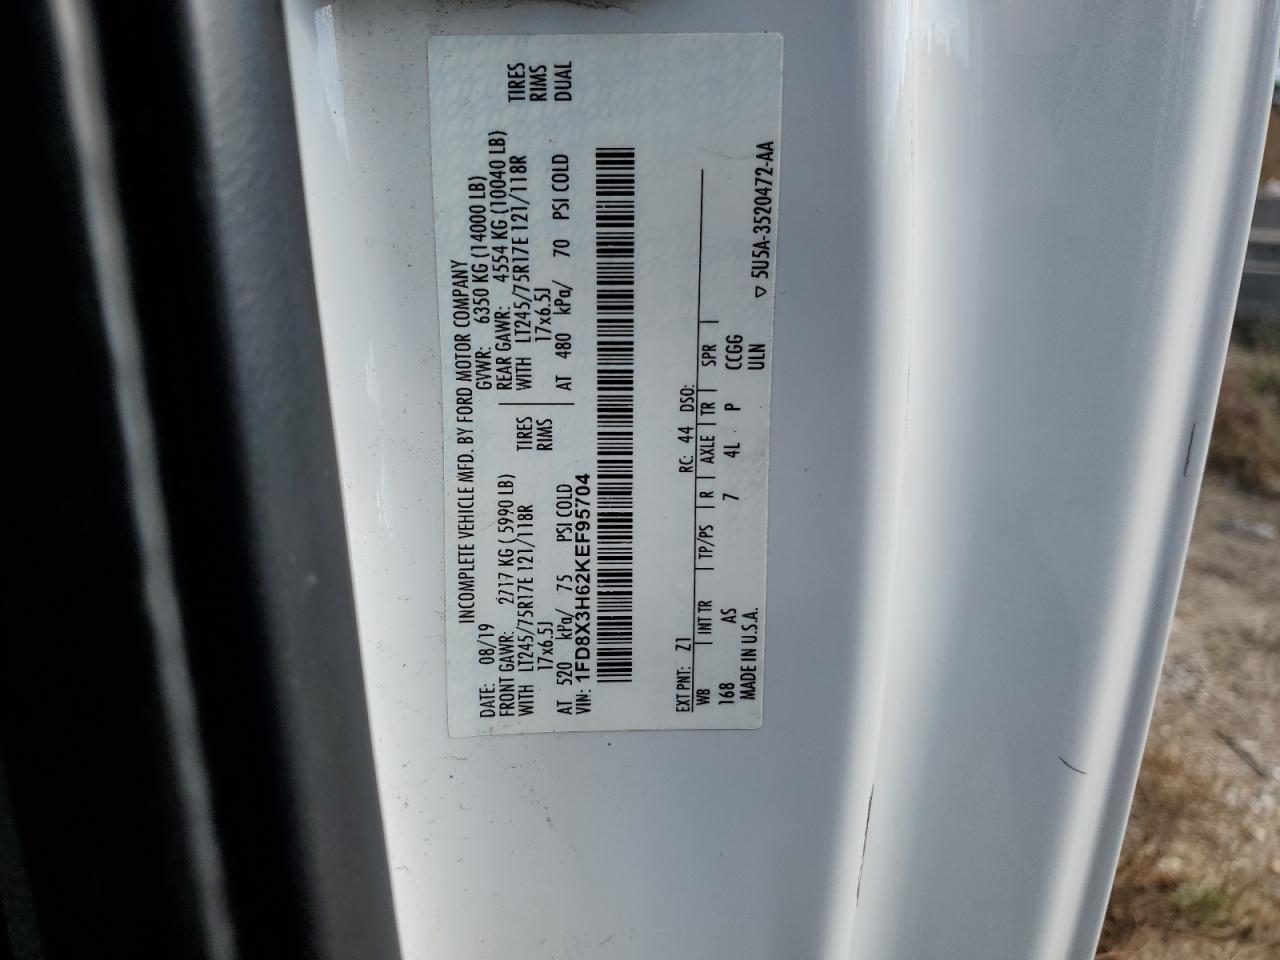 INCOMPLETE VEHICLE MFD. BY FORD MOTOR COMPANY
DATE: 08/19 GVWR: 6350 KG (14000 LB)
FRONT GAWR: 2717 KG ( 5990 LB) REAR GAWR: 4554 KG (10040 LB)
WITH LT245/75R17E 121/118R TIRES WITH LT245/75R17E 121/118R TIRES
17x6.5J RIMS 17x6.5J RIMS
AT 520 kPa/ 75 PSI COLD AT 480 kPa/ 70 PSI COLD DUAL
VIN: 1FD8X3H62KEF95704
EXT PNT: Z1 RC: 44 DSO:
WB INT TR TP/PS R AXLE TR SPR
168 AS 7 4L P CCGG
MADE IN U.S.A. ULN
▽ 5U5A-3520472-AA